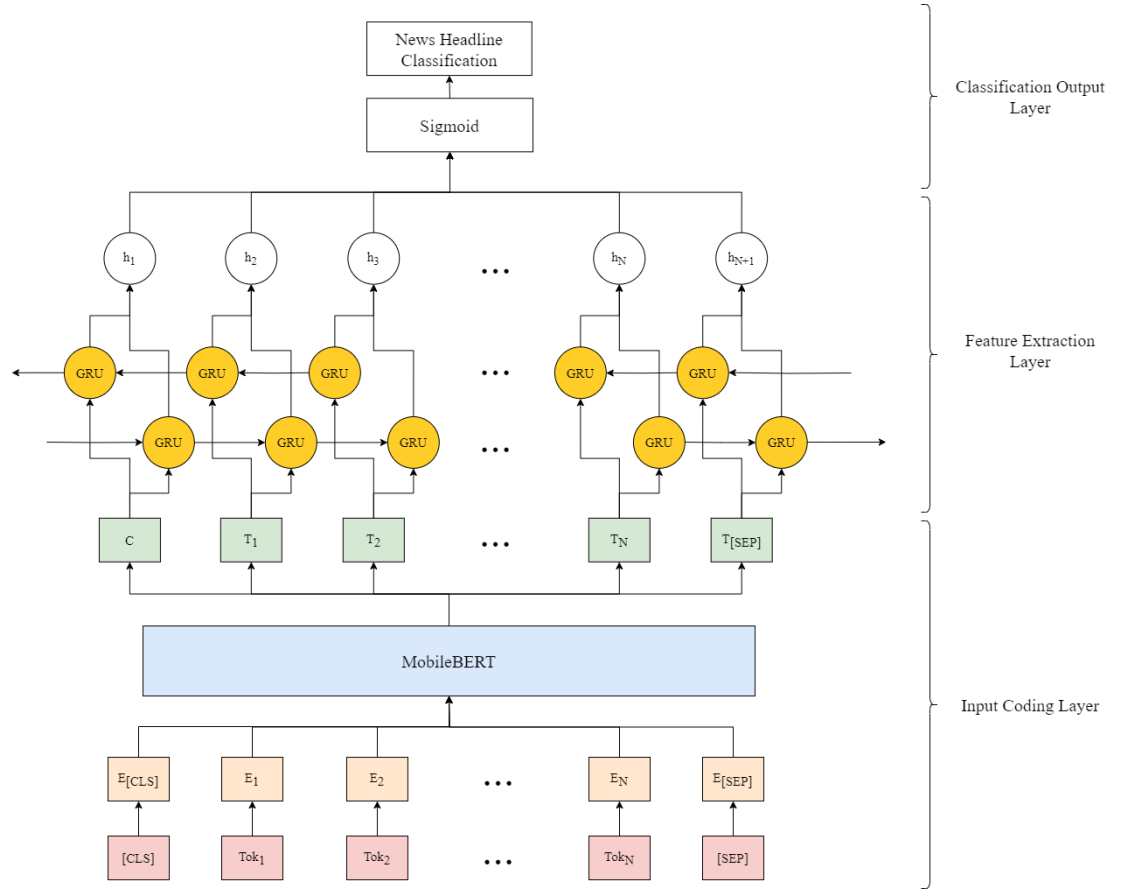 News Headline
Classification
Classification Output
Layer
Sigmoid
h1 h2 h3 ... hN hN+1
Feature Extraction
Layer
GRU GRU GRU ... GRU GRU
GRU GRU GRU ... GRU GRU
C T1 T2 ... TN T[SEP]
MobileBERT
Input Coding Layer
E[CLS] E1 E2 ... EN E[SEP]
[CLS] Tok1 Tok2 ... TokN [SEP]